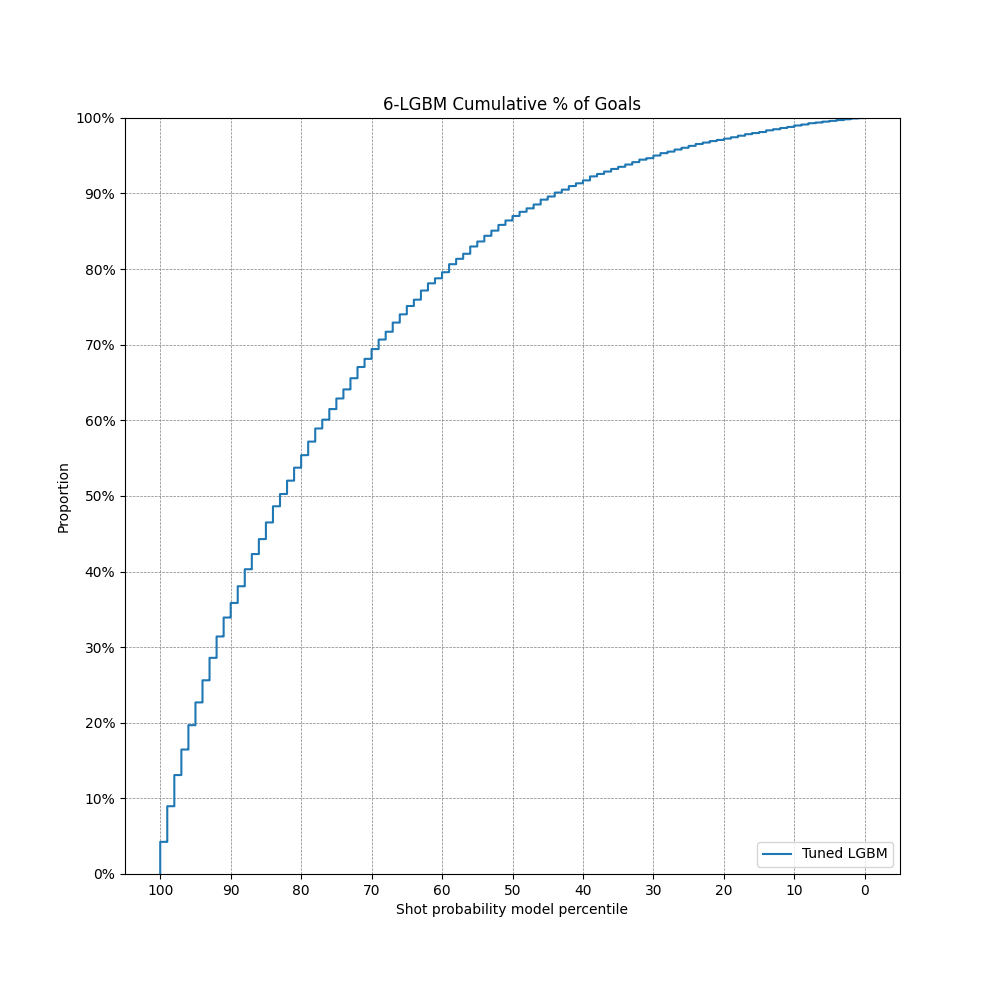 6-LGBM Cumulative % of Goals
100%
90%
80%
70%
60%
50%
40%
30%
20%
10%
0%
Proportion
Tuned LGBM
100 90 80 70 60 50 40 30 20 10 0
Shot probability model percentile